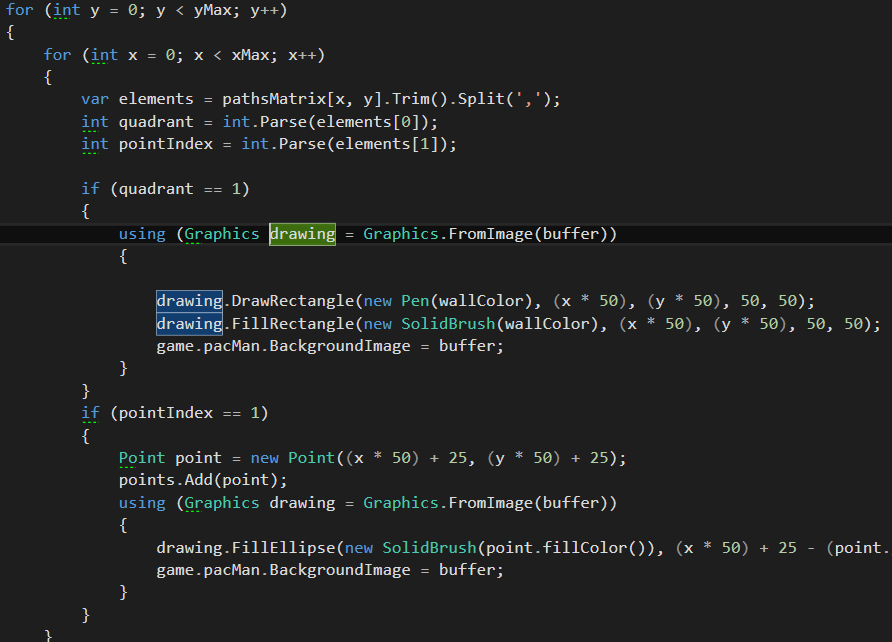 for (int y = 0; y < yMax; y++)
{
for (int x = 0; x < xMax; x++)
{
var elements = pathsMatrix[x, y].Trim().Split(',');
int quadrant = int.Parse(elements[0]);
int pointIndex = int.Parse(elements[1]);
if (quadrant == 1)
{
using (Graphics drawing = Graphics.FromImage(buffer))
{
drawing.DrawRectangle(new Pen(wallColor), (x * 50), (y * 50), 50, 50);
drawing.FillRectangle(new SolidBrush(wallColor), (x * 50), (y * 50), 50, 50);
game.pacMan.BackgroundImage = buffer;
}
}
if (pointIndex == 1)
{
Point point = new Point((x * 50) + 25, (y * 50) + 25);
points.Add(point);
using (Graphics drawing = Graphics.FromImage(buffer))
{
drawing.FillEllipse(new SolidBrush(point.fillColor()), (x * 50) + 25 - (point.
game.pacMan.BackgroundImage = buffer;
}
}
}